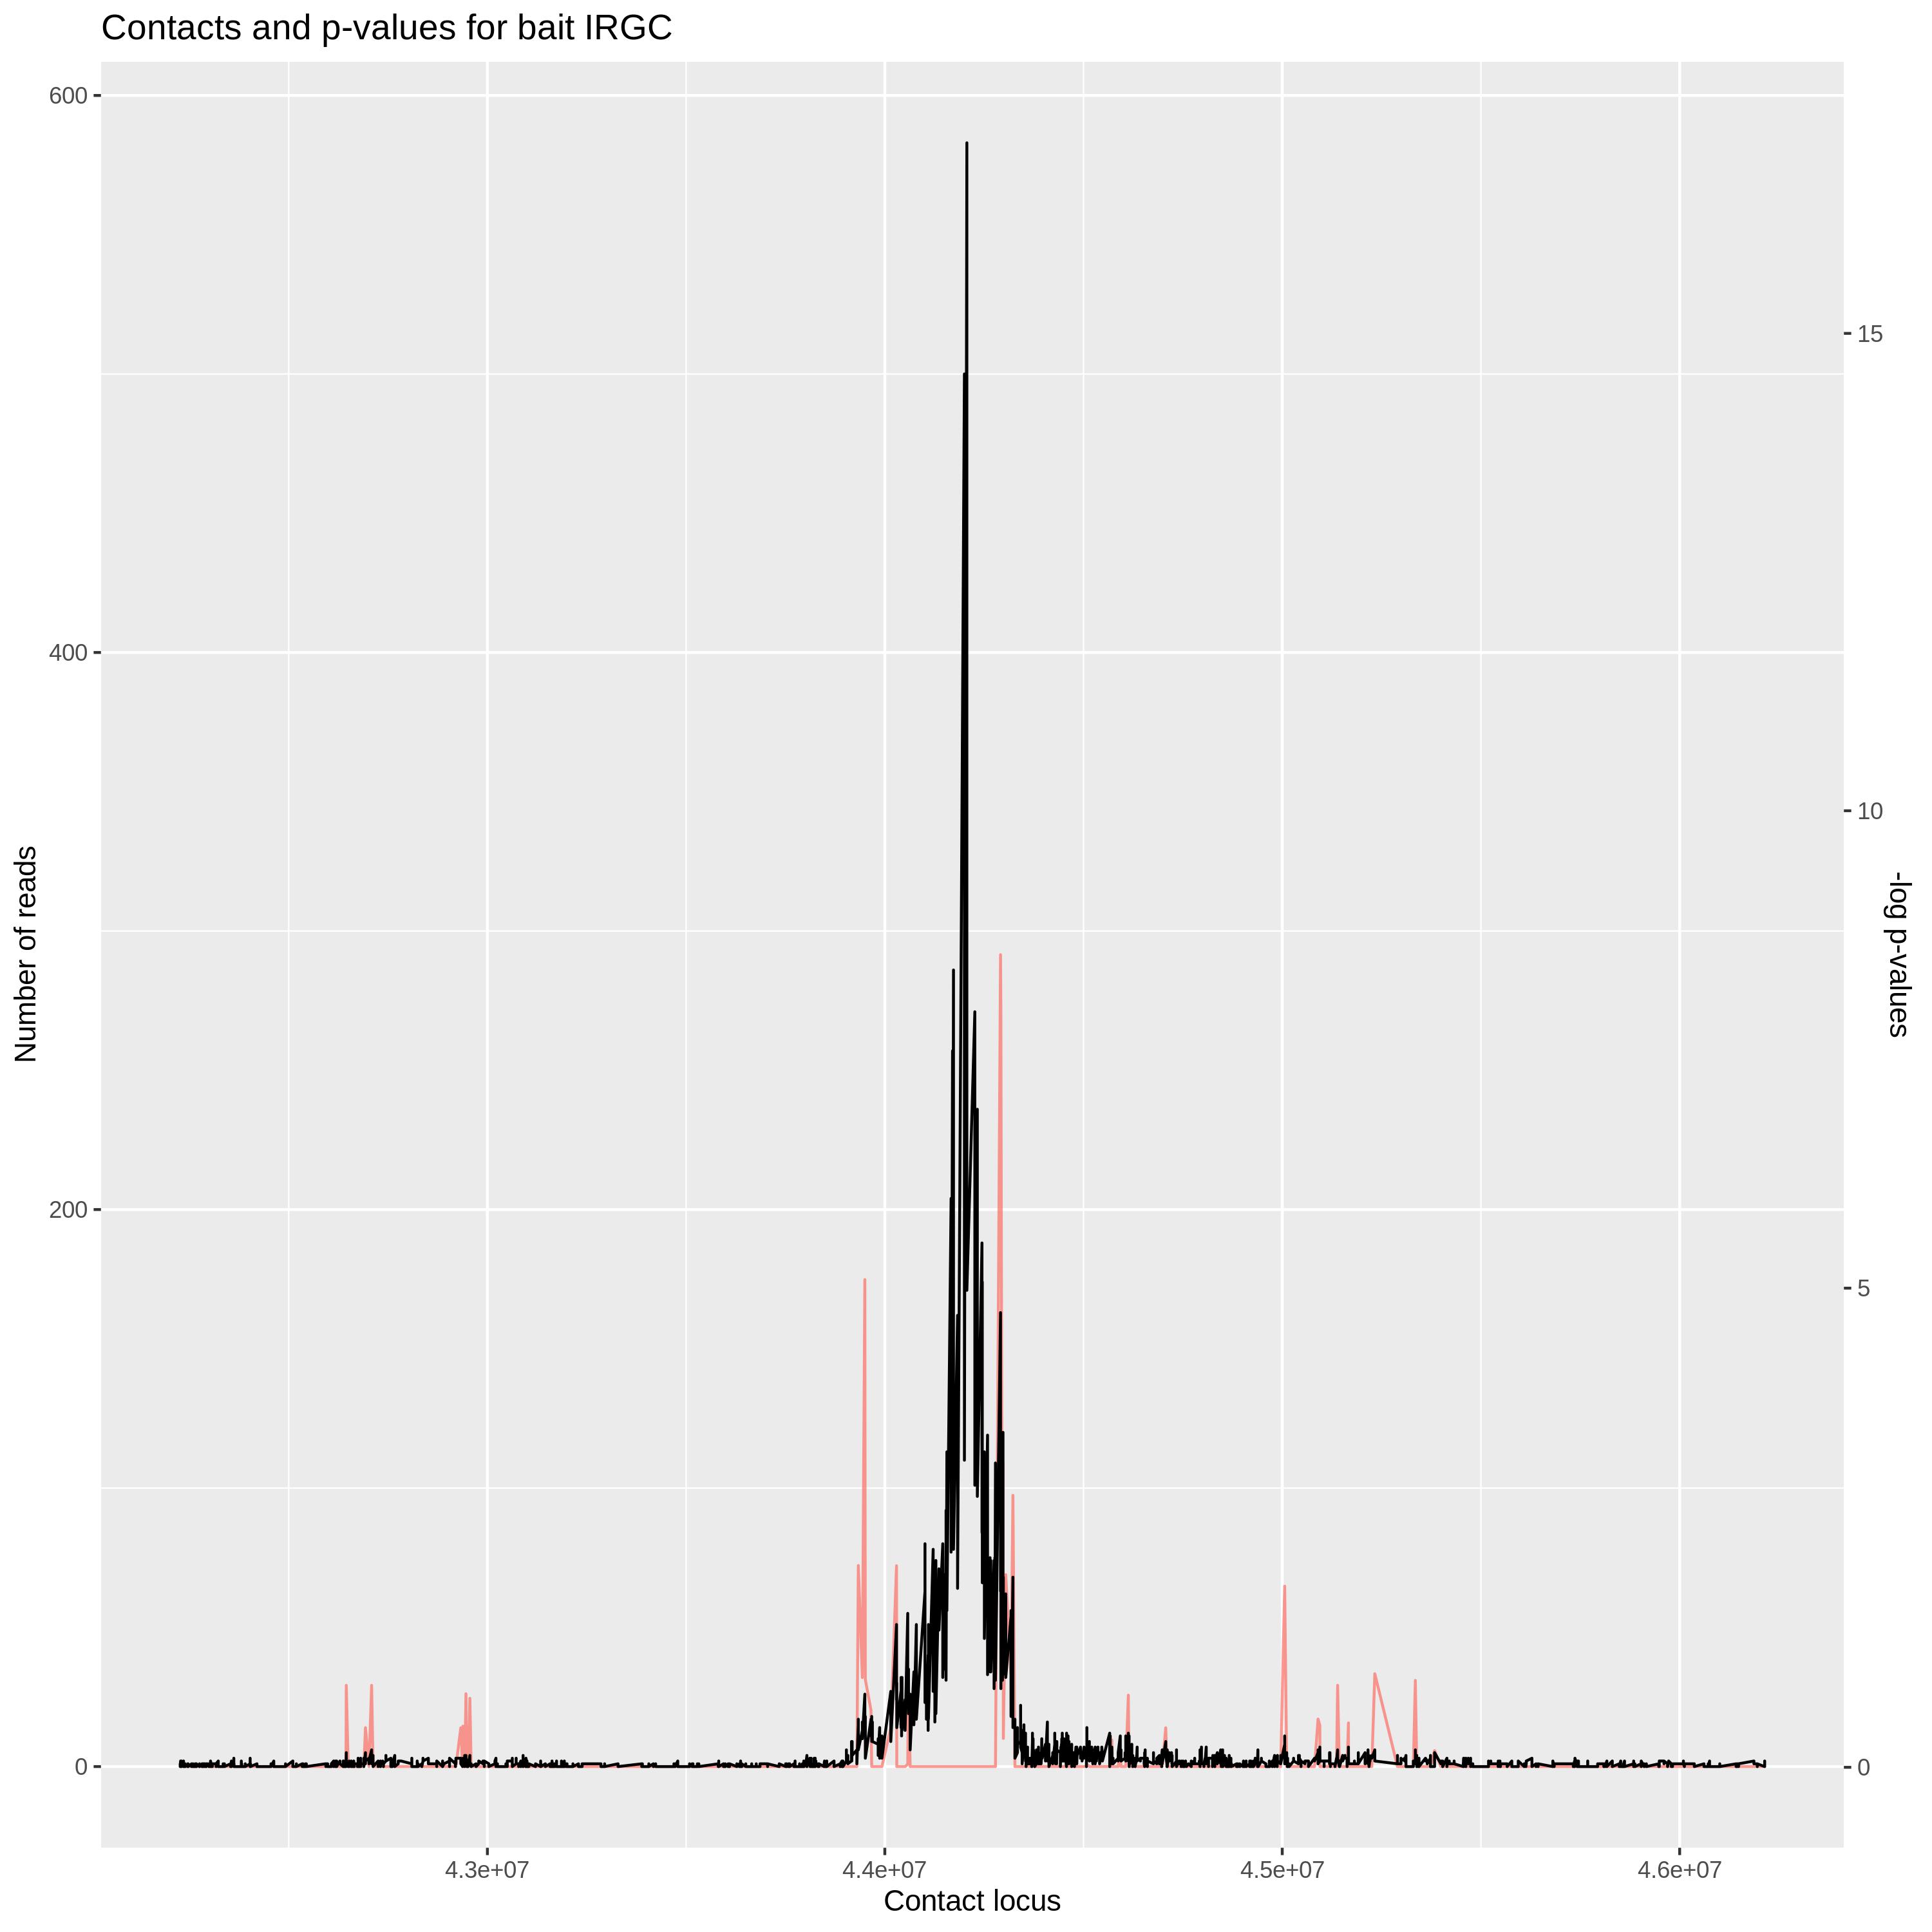 Contacts and p-values for bait IRGC
600
400
200
0
Number of reads
15
10
5
0
-log p-values
4.3e+07
4.4e+07
4.5e+07
4.6e+07
Contact locus